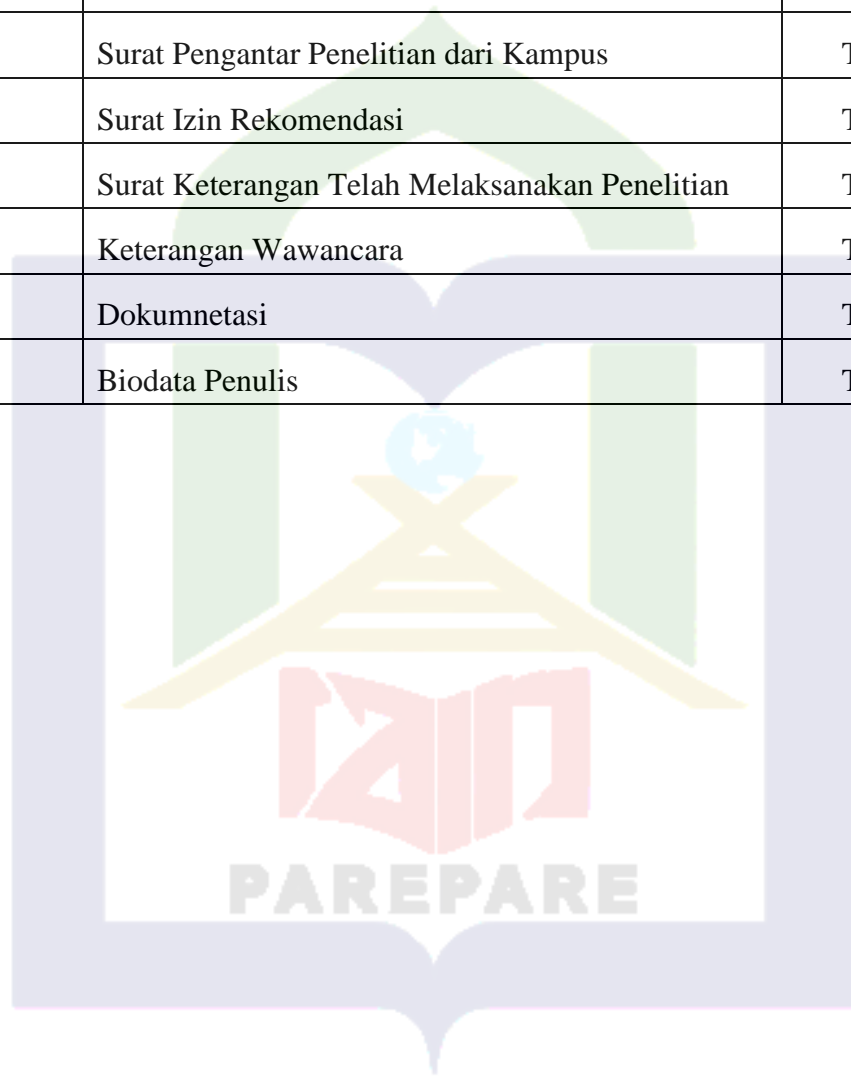 Surat Pengantar Penelitian dari Kampus T
Surat Izin Rekomendasi T
Surat Keterangan Telah Melaksanakan Penelitian T
Keterangan Wawancara T
Dokumnetasi T
Biodata Penulis T
iain
PAREPARE